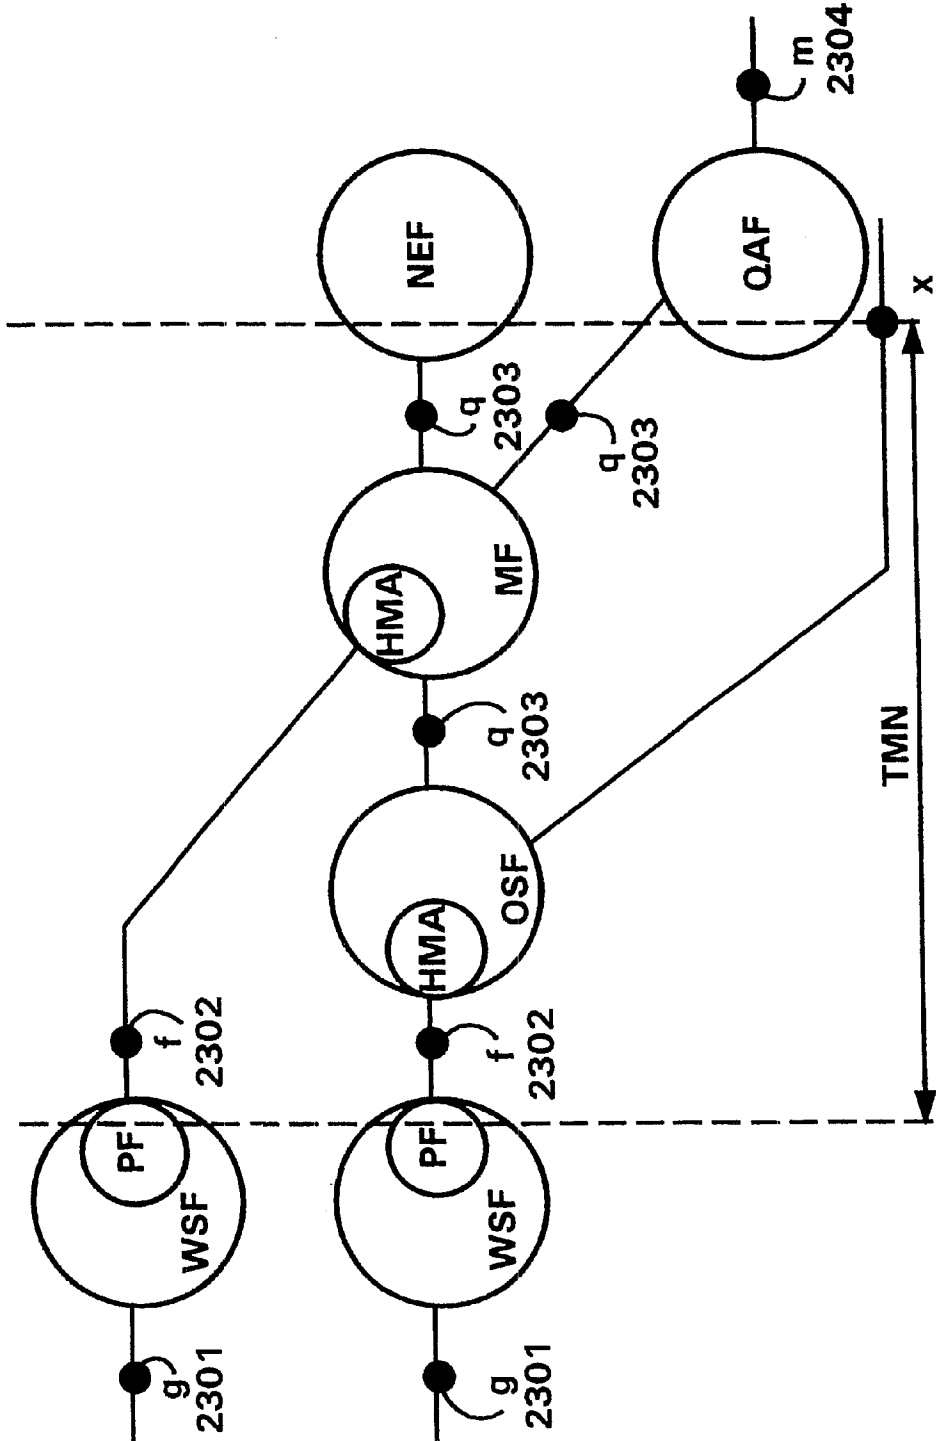 g
2301
WSF
PF
f
2302
g
2301
WSF
PF
f
2302
HMA
OSF
q
2303
HMA
MF
q
2303
NEF
q
2303
QAF
m
2304
TMN
x